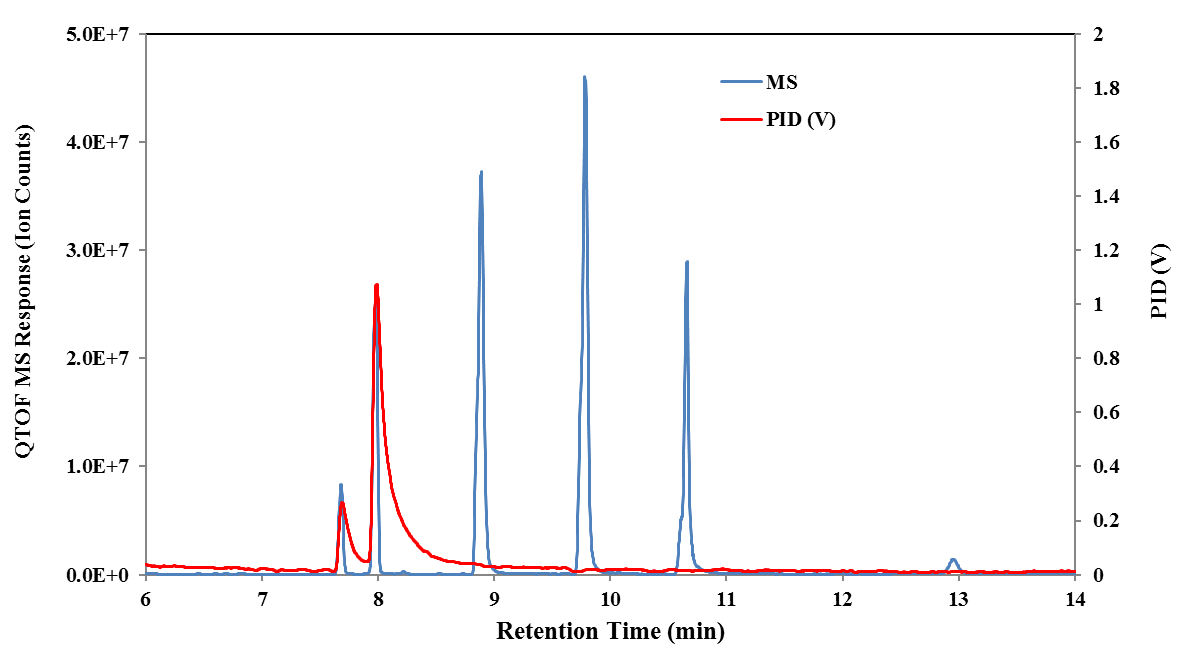 5.0E+7
4.0E+7
3.0E+7
2.0E+7
1.0E+7
0.0E+0
QTOF MS Response (Ion Counts)
MS
PID (V)
2
1.8
1.6
1.4
1.2
1
0.8
0.6
0.4
0.2
0
PID (V)
6 7 8 9 10 11 12 13 14
Retention Time (min)